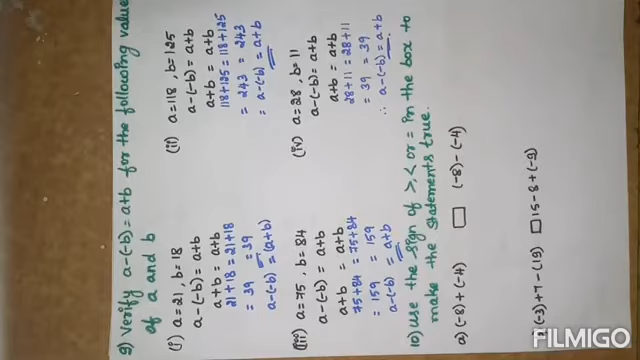 9) Verify a-(-b)=a+b for the following value
of a and b
(i) a=21, b=18
a-(-b)=a+b
a+b = a+b
21+18=21+18
= 39 = 39
a-(-b)=(a+b)
(ii) a=118, b=125
a-(-b)=a+b
a+b = a+b
118+125=118+125
= 243 = 243
= a-(-b)=a+b
(iii) a=75, b=84
a-(-b)=a+b
a+b = a+b
75+84=75+84
= 159 = 159
a-(-b)=a+b
(iv) a=28, b=11
a-(-b)=a+b
a+b = a+b
28+11=28+11
= 39 = 39
∴ a-(-b)=a+b
10) Use the sign of >,< or = in the box to
make the statements true.
a) (-8)+(-4) □ (-8)-(-4)
(-3)+7-(19) □ 15-8+(-9)
FILMIGO